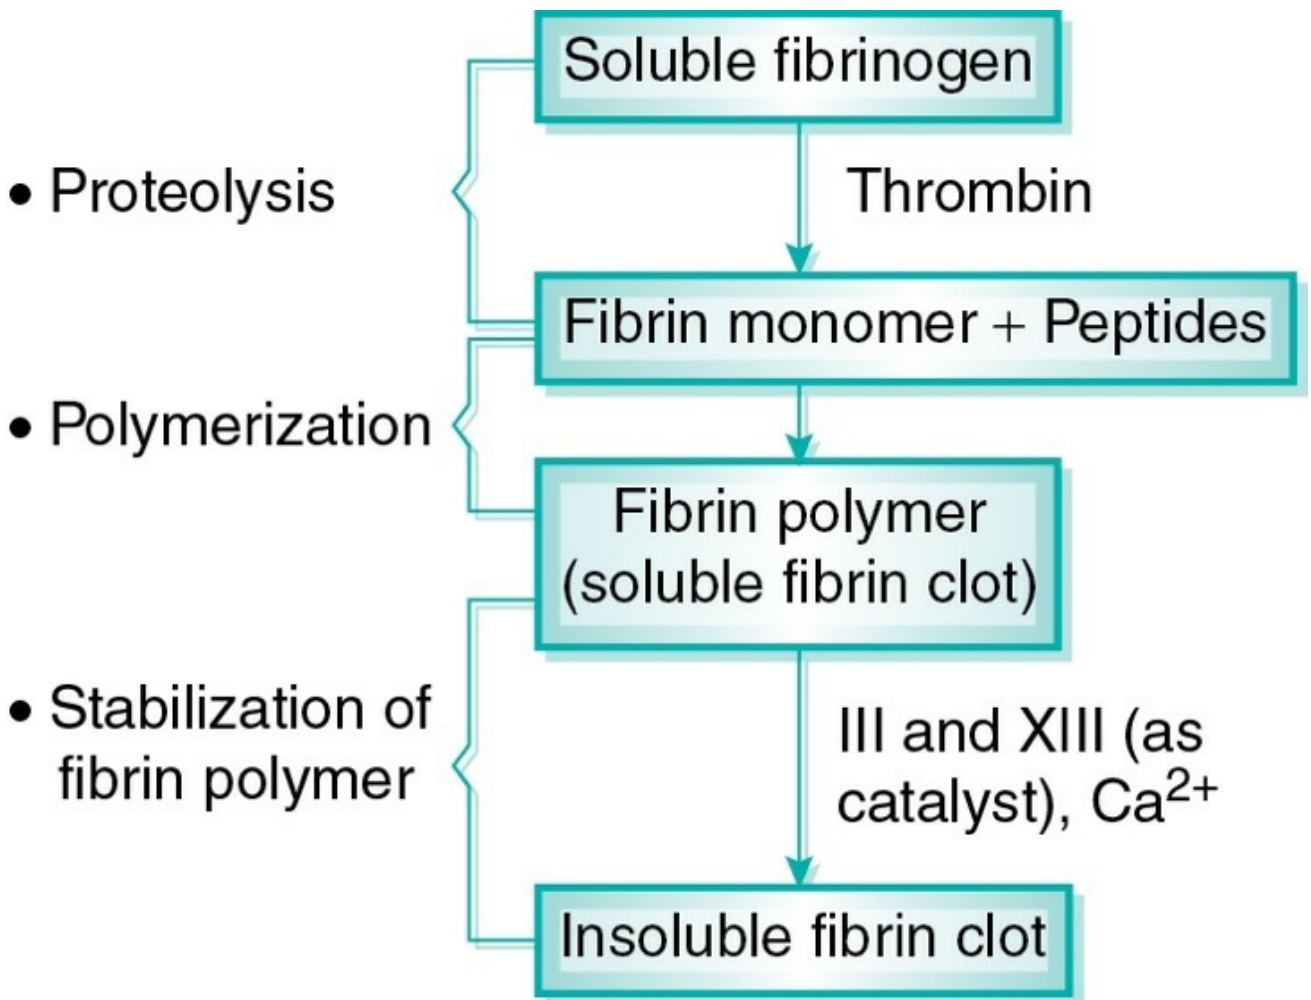 Soluble fibrinogen
• Proteolysis
Thrombin
Fibrin monomer + Peptides
• Polymerization
Fibrin polymer
(soluble fibrin clot)
• Stabilization of
fibrin polymer
III and XIII (as
catalyst), Ca²⁺
Insoluble fibrin clot